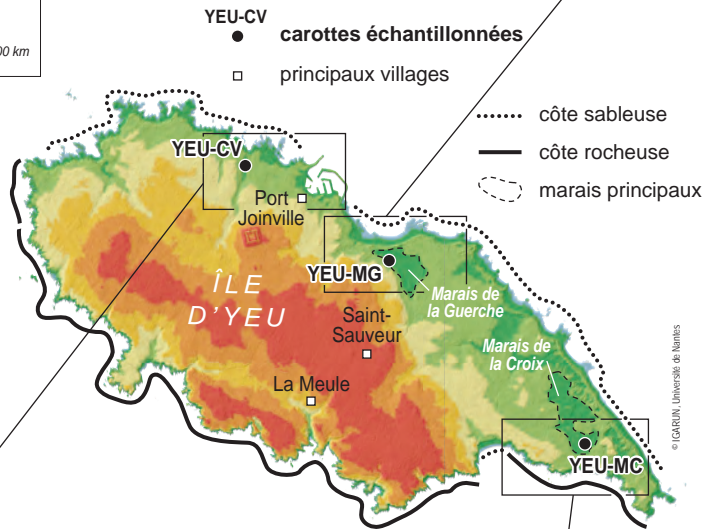 YEU-CV
carottes échantillonnées
principaux villages
côte sableuse
côte rocheuse
marais principaux
YEU-CV
Port
Joinville
YEU-MG
ÎLE
D'YEU
Marais de
la Guerche
Saint-
Sauveur
Marais de
la Croix
La Meule
YEU-MC
© IGARUN, Université de Nantes